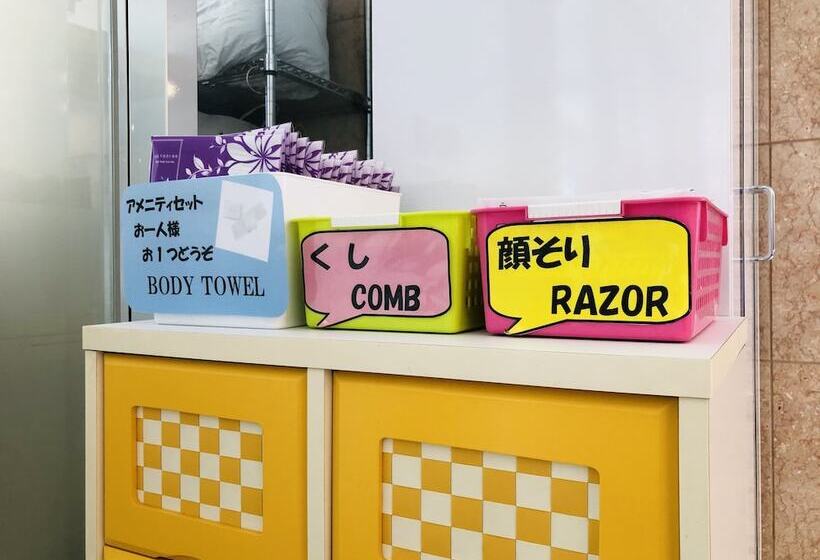 アメニティセット
お一人様
お1つどうぞ
BODY TOWEL
くし
COMB
顔そり
RAZOR